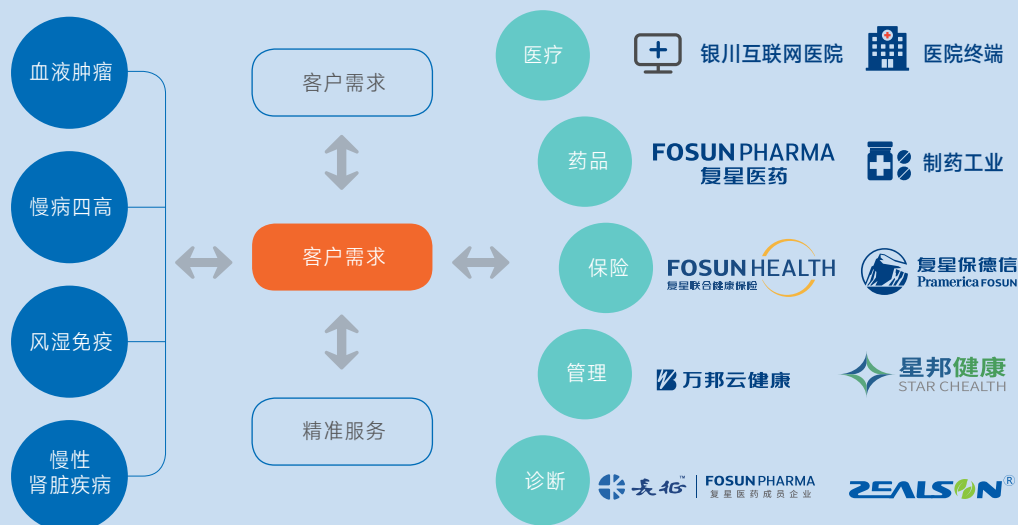 血液肿瘤
慢病四高
风湿免疫
慢性
肾脏疾病
客户需求
客户需求
精准服务
医疗
银川互联网医院
医院终端
药品
FOSUN PHARMA
复星医药
制药工业
保险
FOSUN HEALTH
复星联合健康保险
复星保德信
Pramerica FOSUN
管理
万邦云健康
星邦健康
STAR CHEALTH
诊断
長征™
FOSUN PHARMA
复星医药成员企业
ZEALSON®